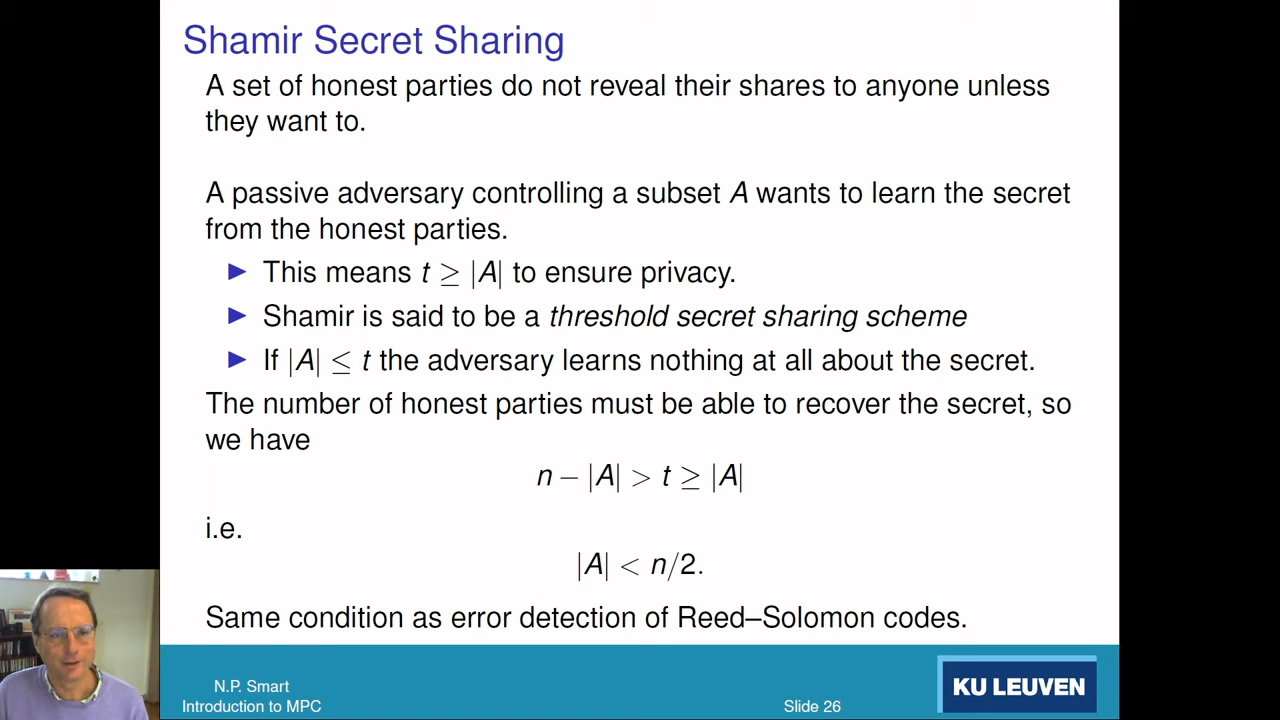 Shamir Secret Sharing
A set of honest parties do not reveal their shares to anyone unless
they want to.
A passive adversary controlling a subset A wants to learn the secret
from the honest parties.
▶ This means t ≥ |A| to ensure privacy.
▶ Shamir is said to be a threshold secret sharing scheme
▶ If |A| ≤ t the adversary learns nothing at all about the secret.
The number of honest parties must be able to recover the secret, so
we have
n − |A| > t ≥ |A|
i.e.
|A| < n/2.
Same condition as error detection of Reed–Solomon codes.
N.P. Smart
Introduction to MPC
Slide 26
KU LEUVEN